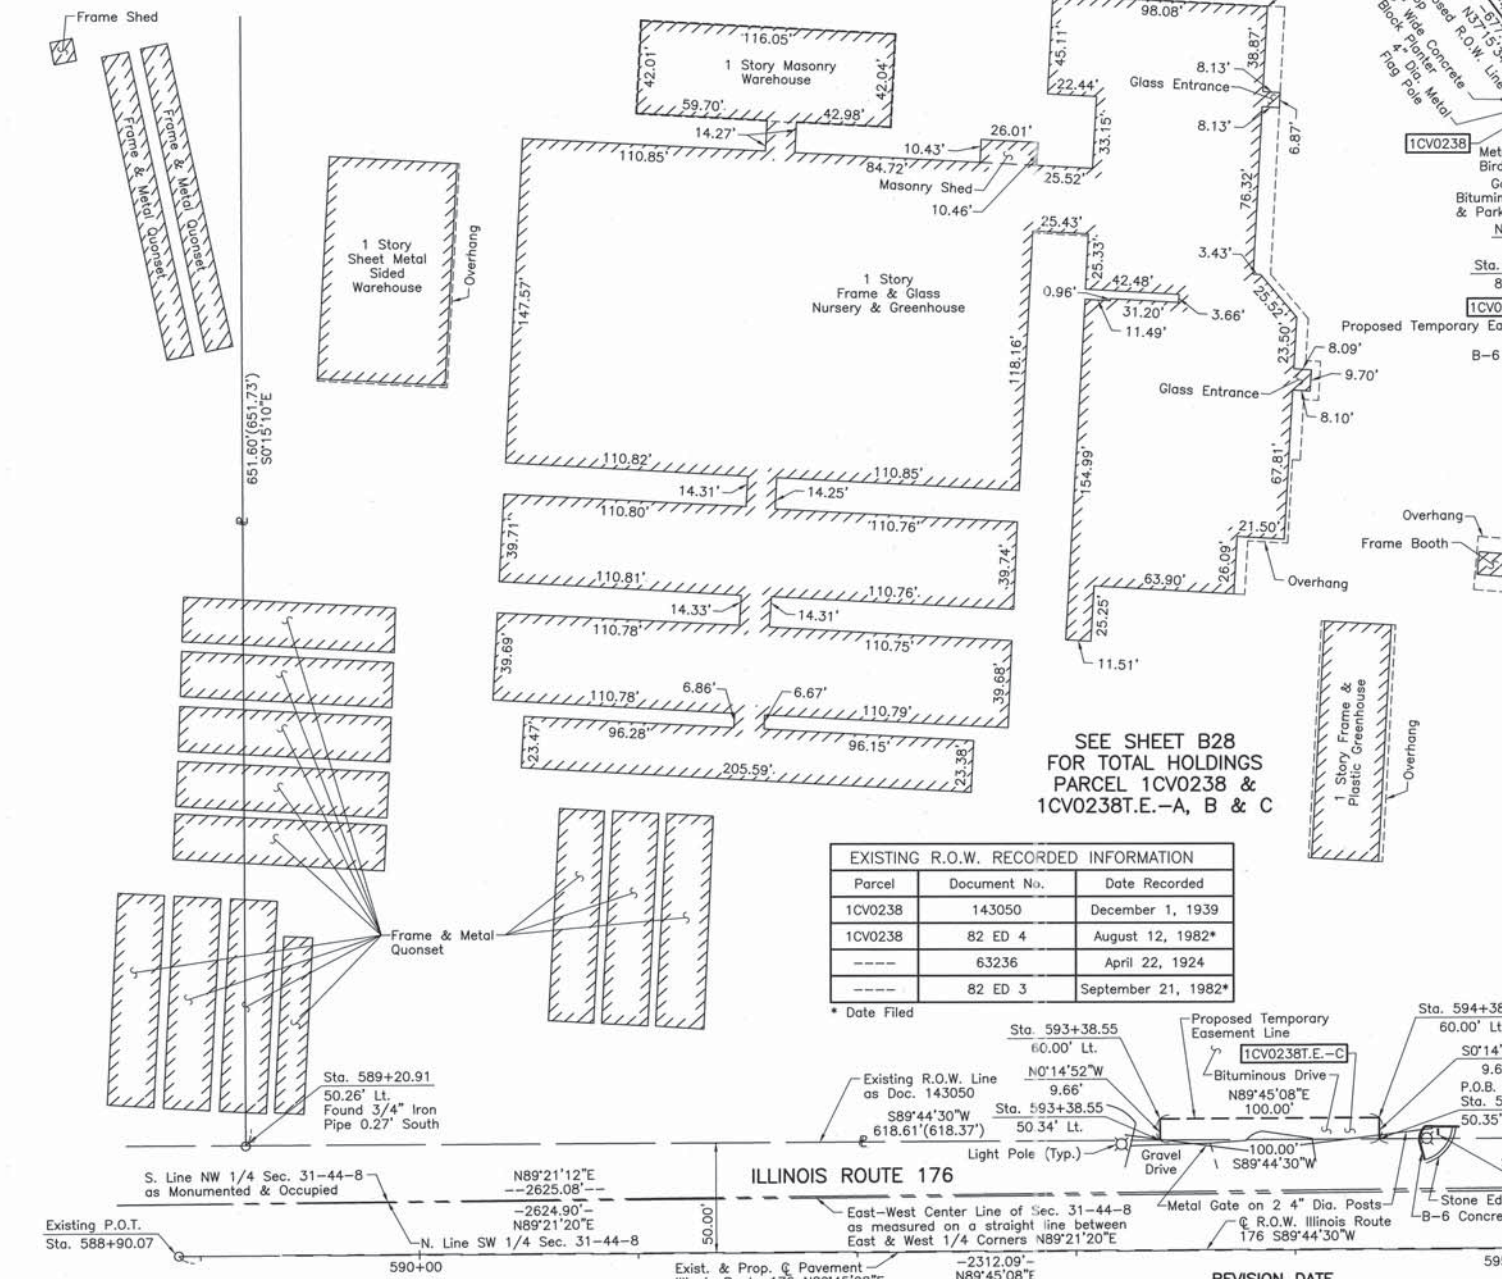 Frame Shed
Frame & Metal Quonset
Frame & Metal Quonset
1 Story
Sheet Metal
Sided
Warehouse
Overhang
651.60'(651.73')
S0°15'10"E
116.05'
42.01'
1 Story Masonry
Warehouse
42.04'
59.70'
42.98'
14.27'
110.85'
84.72'
10.43'
26.01'
Masonry Shed
10.46'
25.52'
98.08'
45.11'
38.87'
22.44'
8.13'
Glass Entrance
8.13'
33.15'
6.87'
76.32'
25.43'
25.33'
3.43'
42.48'
0.96'
31.20'
11.49'
3.66'
25.52'
23.50'
8.09'
9.70'
Glass Entrance
8.10'
147.57'
1 Story
Frame & Glass
Nursery & Greenhouse
118.16'
110.82'
110.85'
14.31'
14.25'
110.80'
110.76'
39.71'
39.74'
110.81'
110.76'
14.33'
14.31'
110.78'
110.75'
39.69'
39.68'
110.78'
6.86'
6.67'
110.79'
96.28'
96.15'
23.47'
23.38'
205.59'
154.99'
67.81'
21.50'
26.09'
Overhang
63.90'
25.25'
11.51'
Wide Concrete
Block Planter
4" Dia. Metal
Flag Pole
1CV0238
& Park
Sta.
Proposed Temporary
B-6
Overhang
Frame Booth
1 Story Frame &
Plastic Greenhouse
Overhang
SEE SHEET B28
FOR TOTAL HOLDINGS
PARCEL 1CV0238 &
1CV0238T.E.-A, B & C
EXISTING R.O.W. RECORDED INFORMATION
Parcel Document No. Date Recorded
1CV0238 143050 December 1, 1939
1CV0238 82 ED 4 August 12, 1982*
---- 63236 April 22, 1924
---- 82 ED 3 September 21, 1982*
* Date Filed
Frame & Metal
Quonset
Sta. 589+20.91
50.26' Lt.
Found 3/4" Iron
Pipe 0.27' South
Existing R.O.W. Line
as Doc. 143050
S89°44'30"W
618.61'(618.37')
Sta. 593+38.55
60.00' Lt.
N0°14'52"W
9.66'
Sta. 593+38.55
50.34' Lt.
Light Pole (Typ.)
Gravel
Drive
Proposed Temporary
Easement Line
1CV0238T.E.-C
Bituminous Drive
N89°45'08"E
100.00'
100.00'
S89°44'30"W
Sta. 594+38
60.00' Lt
S0°14'
9.6
P.O.B.
Sta. 5
50.35'
ILLINOIS ROUTE 176
S. Line NW 1/4 Sec. 31-44-8
as Monumented & Occupied
N89°21'12"E
--2625.08'--
-2624.90'-
N89°21'20"E
N. Line SW 1/4 Sec. 31-44-8
50.00'
East-West Center Line of Sec. 31-44-8
as measured on a straight line between
East & West 1/4 Corners N89°21'20"E
Metal Gate on 2 4" Dia. Posts
℄ R.O.W. Illinois Route
176 S89°44'30"W
Stone Ed
B-6 Concre
Existing P.O.T.
Sta. 588+90.07
590+00
Exist. & Prop. ℄ Pavement
-2312.09'-
N89°45'08"E
REVISION DATE